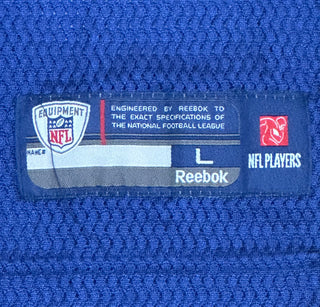 EQUIPMENT
NFL
ENGINEERED BY REEBOK TO
THE EXACT SPECIFICATIONS OF
THE NATIONAL FOOTBALL LEAGUE
NAME/#
L
Reebok
NFL PLAYERS